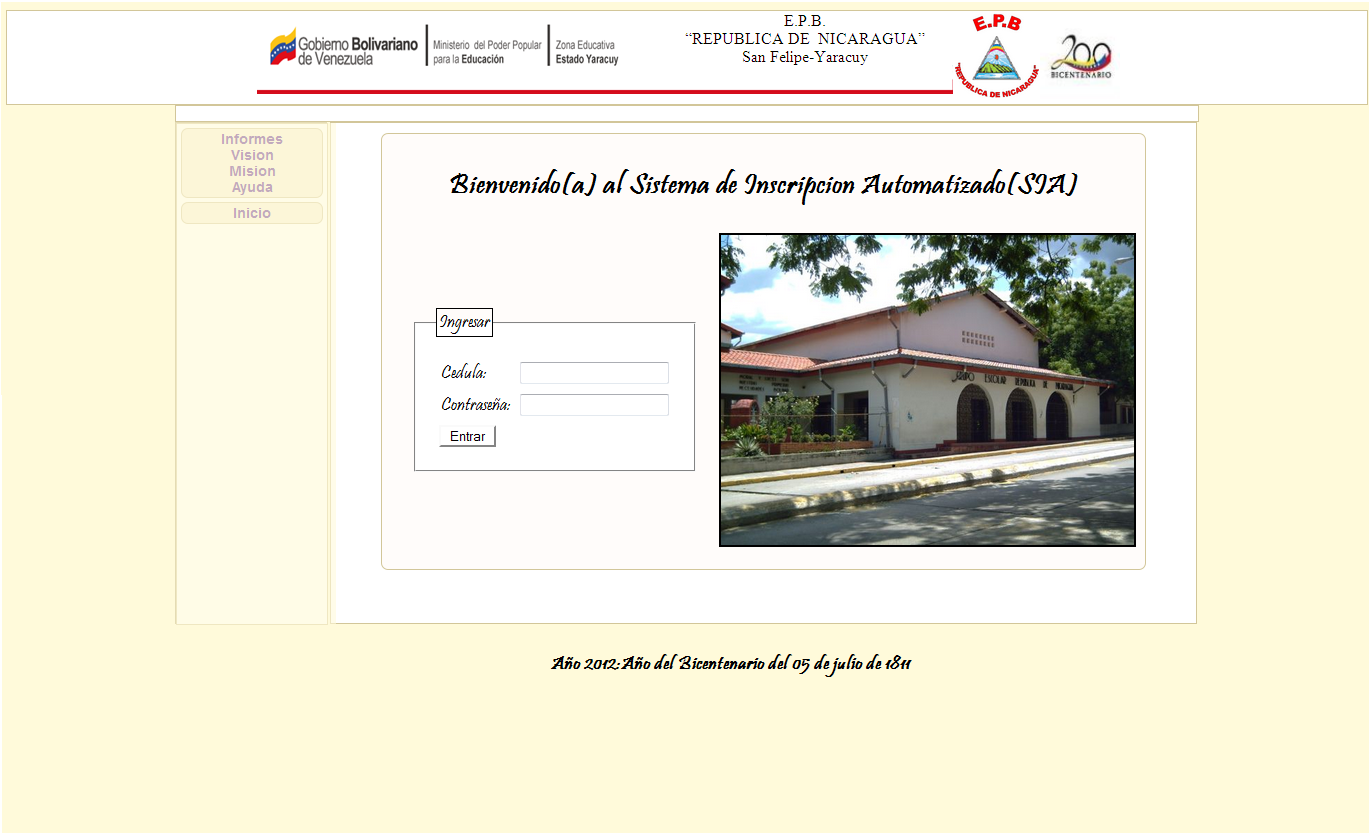 Gobierno Bolivariano
de Venezuela
Ministerio del Poder Popular
para la Educación
Zona Educativa
Estado Yaracuy
E.P.B.
“REPUBLICA DE NICARAGUA”
San Felipe-Yaracuy
E.P.B
"REPUBLICA DE NICARAGUA"
200
BICENTENARIO
Informes
Vision
Mision
Ayuda
Inicio
Bienvenido(a) al Sistema de Inscripcion Automatizado(SIA)
Ingresar
Cedula:
Contraseña:
Entrar
GRUPO ESCOLAR REPUBLICA DE NICARAGUA
Año 2012:Año del Bicentenario del 05 de julio de 1811